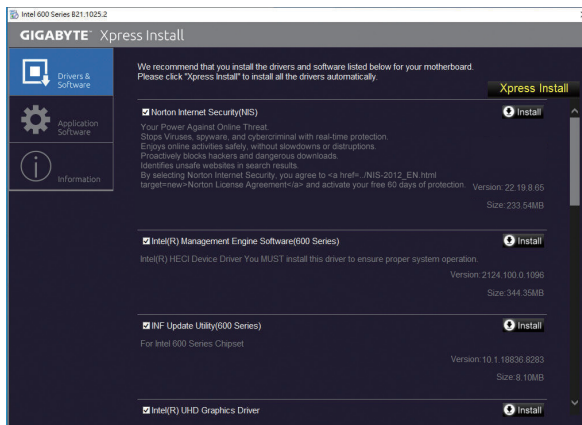 Intel 600 Series B21.1025.2
GIGABYTE™ Xpress Install
Drivers &
Software
Application
Software
Information
We recommend that you install the drivers and software listed below for your motherboard.
Please click "Xpress Install" to install all the drivers automatically.
Xpress Install
Norton Internet Security(NIS)
Install
Your Power Against Online Threat.
Stops Viruses, spyware, and cybercriminal with real-time protection.
Enjoys online activities safely, without slowdowns or distruptions.
Proactively blocks hackers and dangerous downloads.
Identifies unsafe websites in search results.
By selecting Norton Internet Security, you agree to <a href=../NIS-2012_EN.html
target=new>Norton License Agreement</a> and activate your free 60 days of protection.
Version: 22.19.8.65
Size: 233.54MB
Intel(R) Management Engine Software(600 Series)
Install
Intel(R) HECI Device Driver You MUST install this driver to ensure proper system operation.
Version: 2124.100.0.1096
Size:344.35MB
INF Update Utility(600 Series)
Install
For Intel 600 Series Chipset
Version:10.1.18836.8283
Size:8.10MB
Intel(R) UHD Graphics Driver
Install